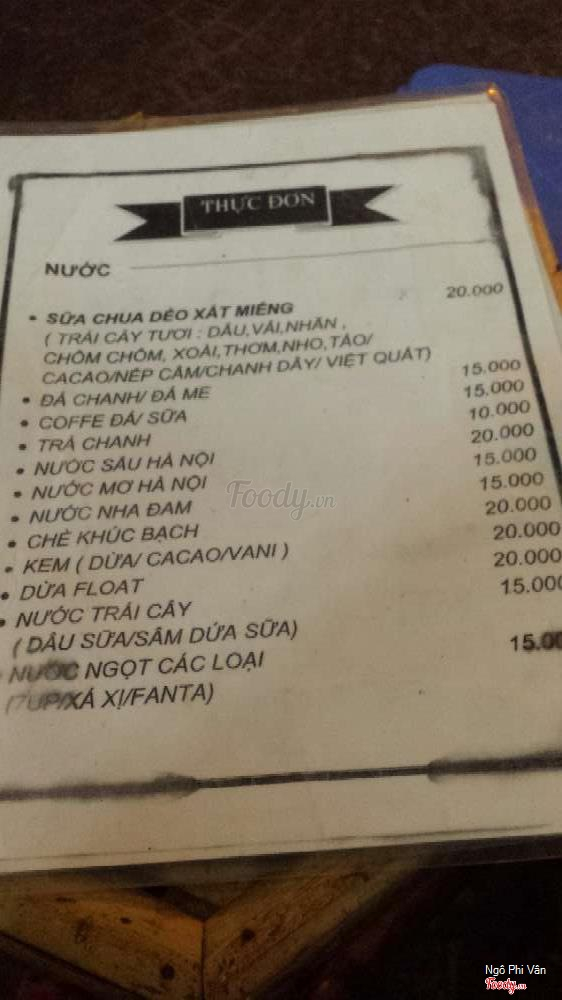 THỰC ĐƠN
NƯỚC
• SỮA CHUA DẺO XẮT MIẾNG 20.000
( TRÁI CÂY TƯƠI : DÂU,VẢI,NHÃN ,
CHÔM CHÔM, XOÀI,THƠM,NHO,TÁO/
CACAO/NẾP CẨM/CHANH DÂY/ VIỆT QUẤT)
• ĐÁ CHANH/ ĐÁ ME 15.000
• COFFE ĐÁ/ SỮA 15.000
• TRÀ CHANH 10.000
• NƯỚC SẤU HÀ NỘI 20.000
• NƯỚC MƠ HÀ NỘI 15.000
• NƯỚC NHA ĐAM 15.000
• CHÈ KHÚC BẠCH 20.000
• KEM ( DỪA/ CACAO/VANI ) 20.000
• DỪA FLOAT 20.000
• NƯỚC TRÁI CÂY 15.000
( DÂU SỮA/SÂM DỨA SỮA)
NƯỚC NGỌT CÁC LOẠI 15.00
(7UP/XÁ XỊ/FANTA)
Foody.vn
Ngô Phi Vân
Foody.vn